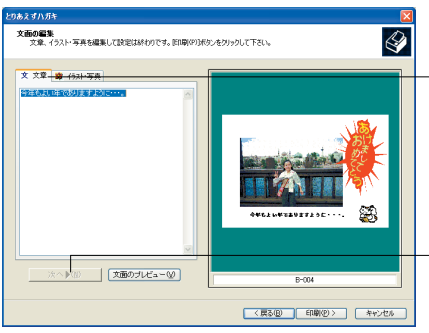 とりあえずハガキ
文面の編集
文章、イラスト・写真を編集して設定は終わりです。[印刷(P)]ボタンをクリックして下さい。
文 文章
イラスト・写真
今年もよい年でありますように・・・。
あけまして
おめでとう
今年もよい年でありますように・・・.
次へ▶(N)
文面のプレビュー(V)
B-004
< 戻る(B)
印刷(P) >
キャンセル